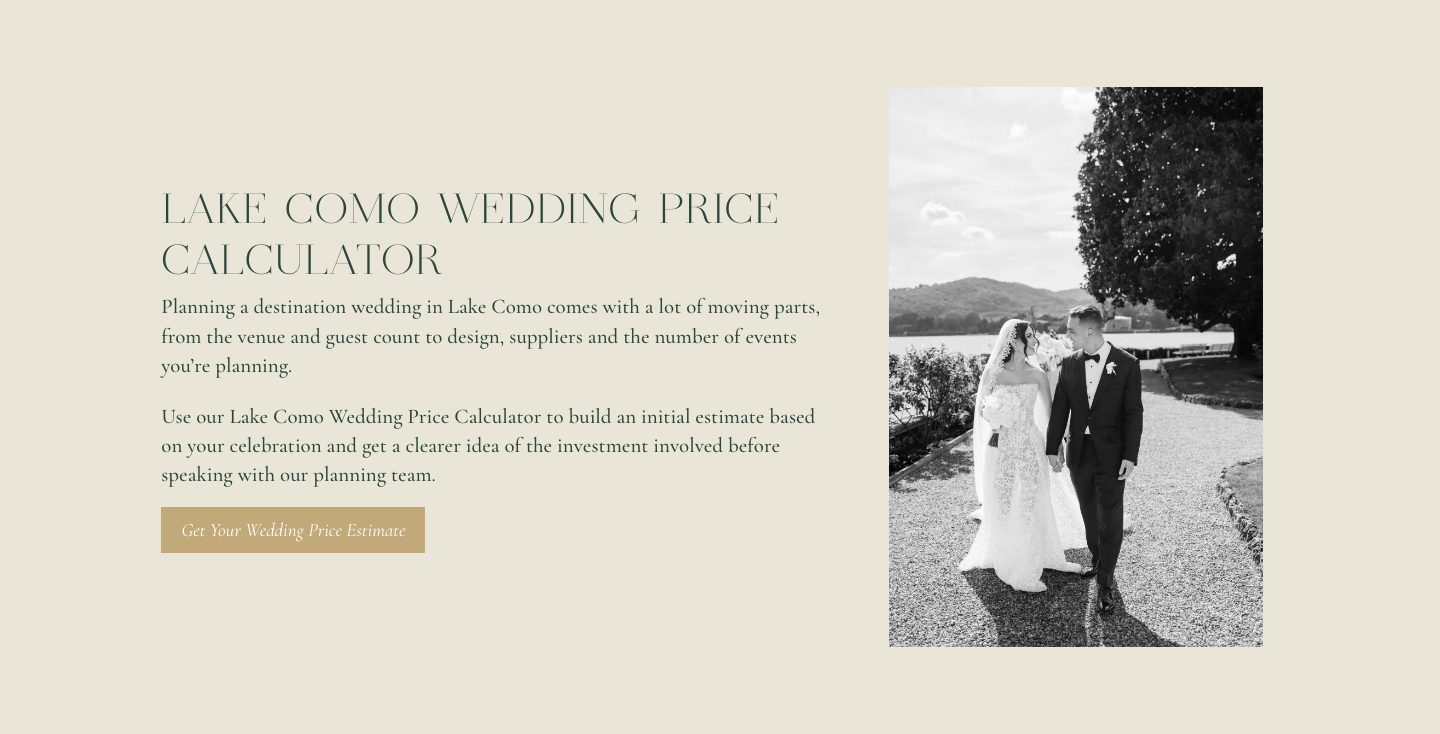 LAKE COMO WEDDING PRICE
CALCULATOR
Planning a destination wedding in Lake Como comes with a lot of moving parts,
from the venue and guest count to design, suppliers and the number of events
you’re planning.
Use our Lake Como Wedding Price Calculator to build an initial estimate based
on your celebration and get a clearer idea of the investment involved before
speaking with our planning team.
Get Your Wedding Price Estimate